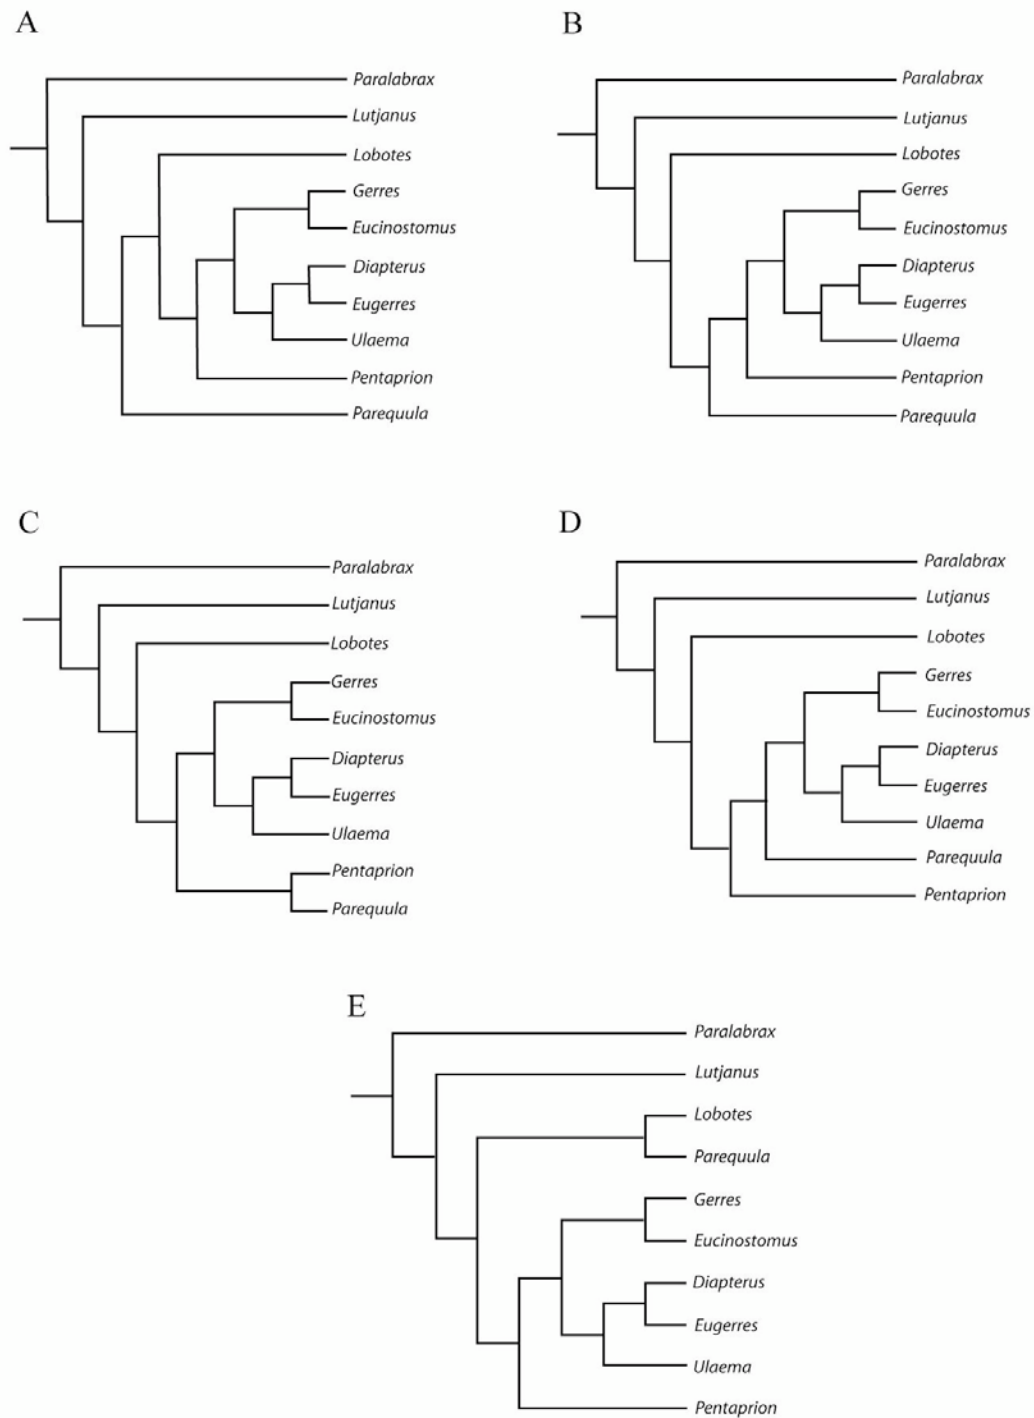 A
Paralabrax
Lutjanus
Lobotes
Gerres
Eucinostomus
Diapterus
Eugerres
Ulaema
Pentaprion
Parequula
B
Paralabrax
Lutjanus
Lobotes
Gerres
Eucinostomus
Diapterus
Eugerres
Ulaema
Pentaprion
Parequula
C
Paralabrax
Lutjanus
Lobotes
Gerres
Eucinostomus
Diapterus
Eugerres
Ulaema
Pentaprion
Parequula
D
Paralabrax
Lutjanus
Lobotes
Gerres
Eucinostomus
Diapterus
Eugerres
Ulaema
Parequula
Pentaprion
E
Paralabrax
Lutjanus
Lobotes
Parequula
Gerres
Eucinostomus
Diapterus
Eugerres
Ulaema
Pentaprion